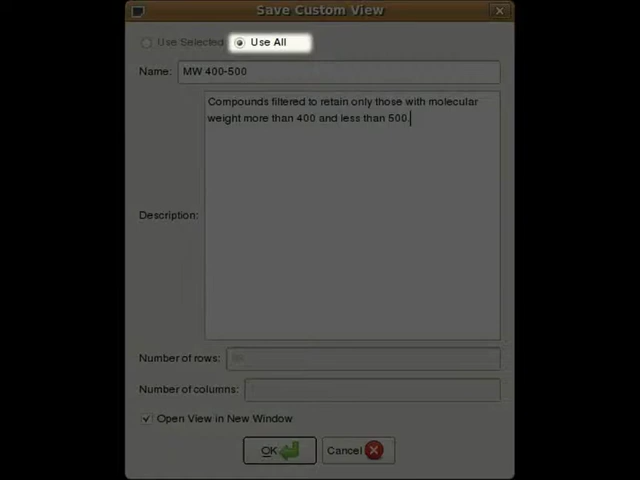 Save Custom View
Use Selected Use All
Name: MW 400-500
Compounds filtered to retain only those with molecular
weight more than 400 and less than 500.
Description:
Number of rows:
Number of columns:
Open View in New Window
OK Cancel